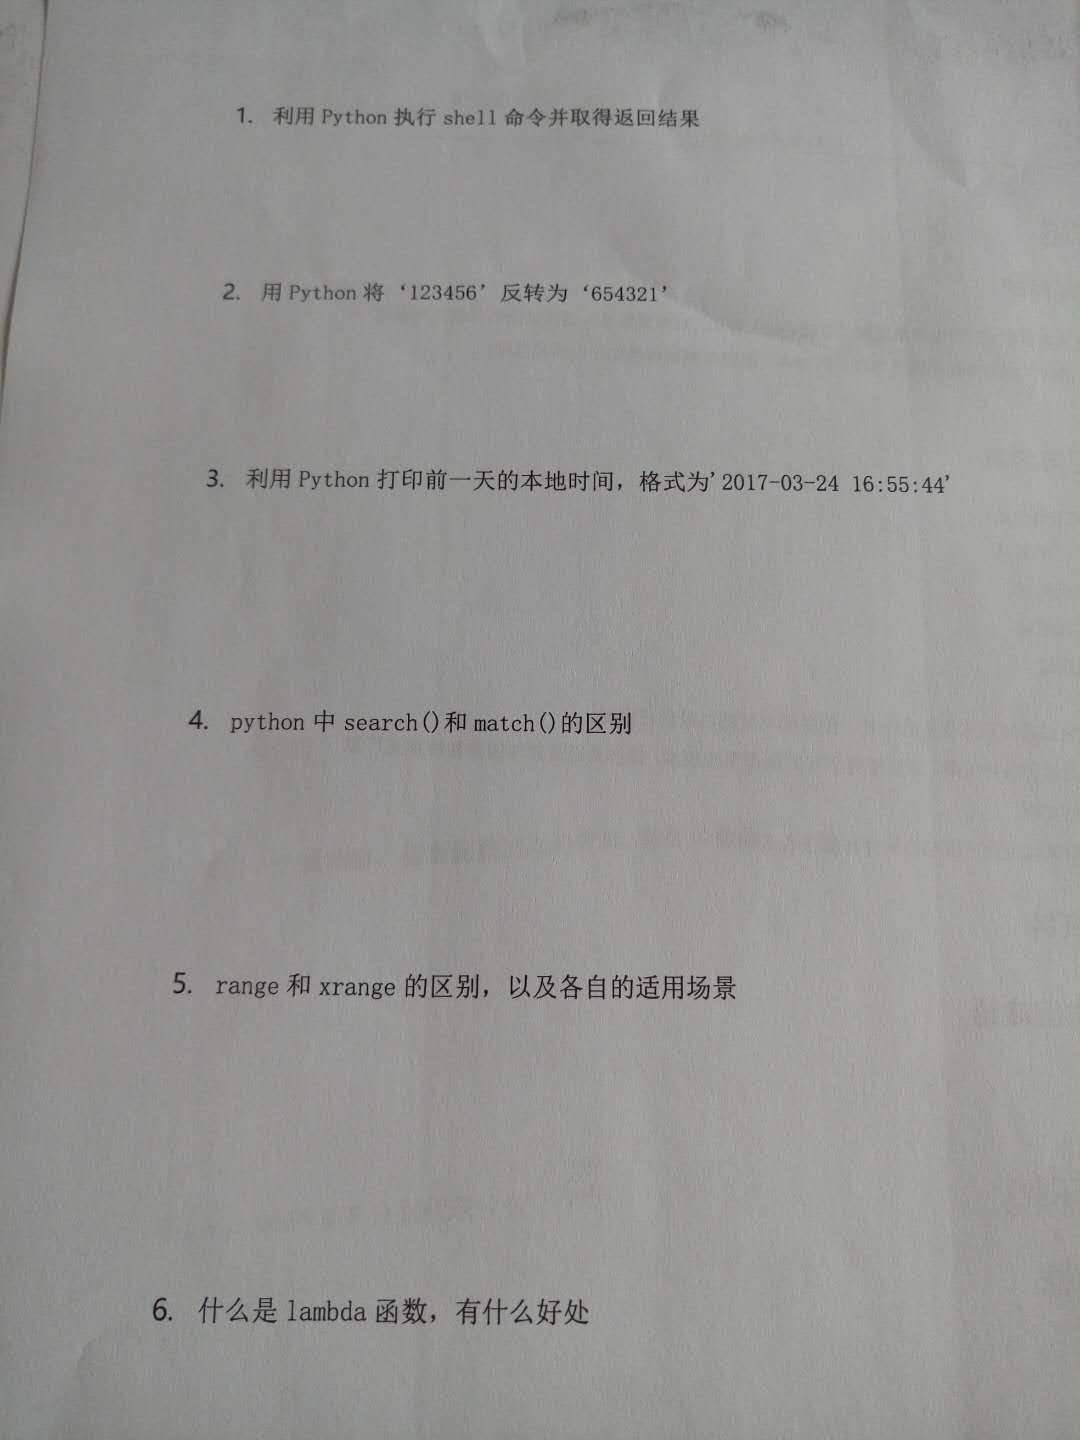 1. 利用 Python 执行 shell 命令并取得返回结果
2. 用 Python 将 ‘123456’ 反转为 ‘654321’
3. 利用 Python 打印前一天的本地时间，格式为'2017-03-24 16:55:44'
4. python 中 search()和 match()的区别
5. range 和 xrange 的区别，以及各自的适用场景
6. 什么是 lambda 函数，有什么好处